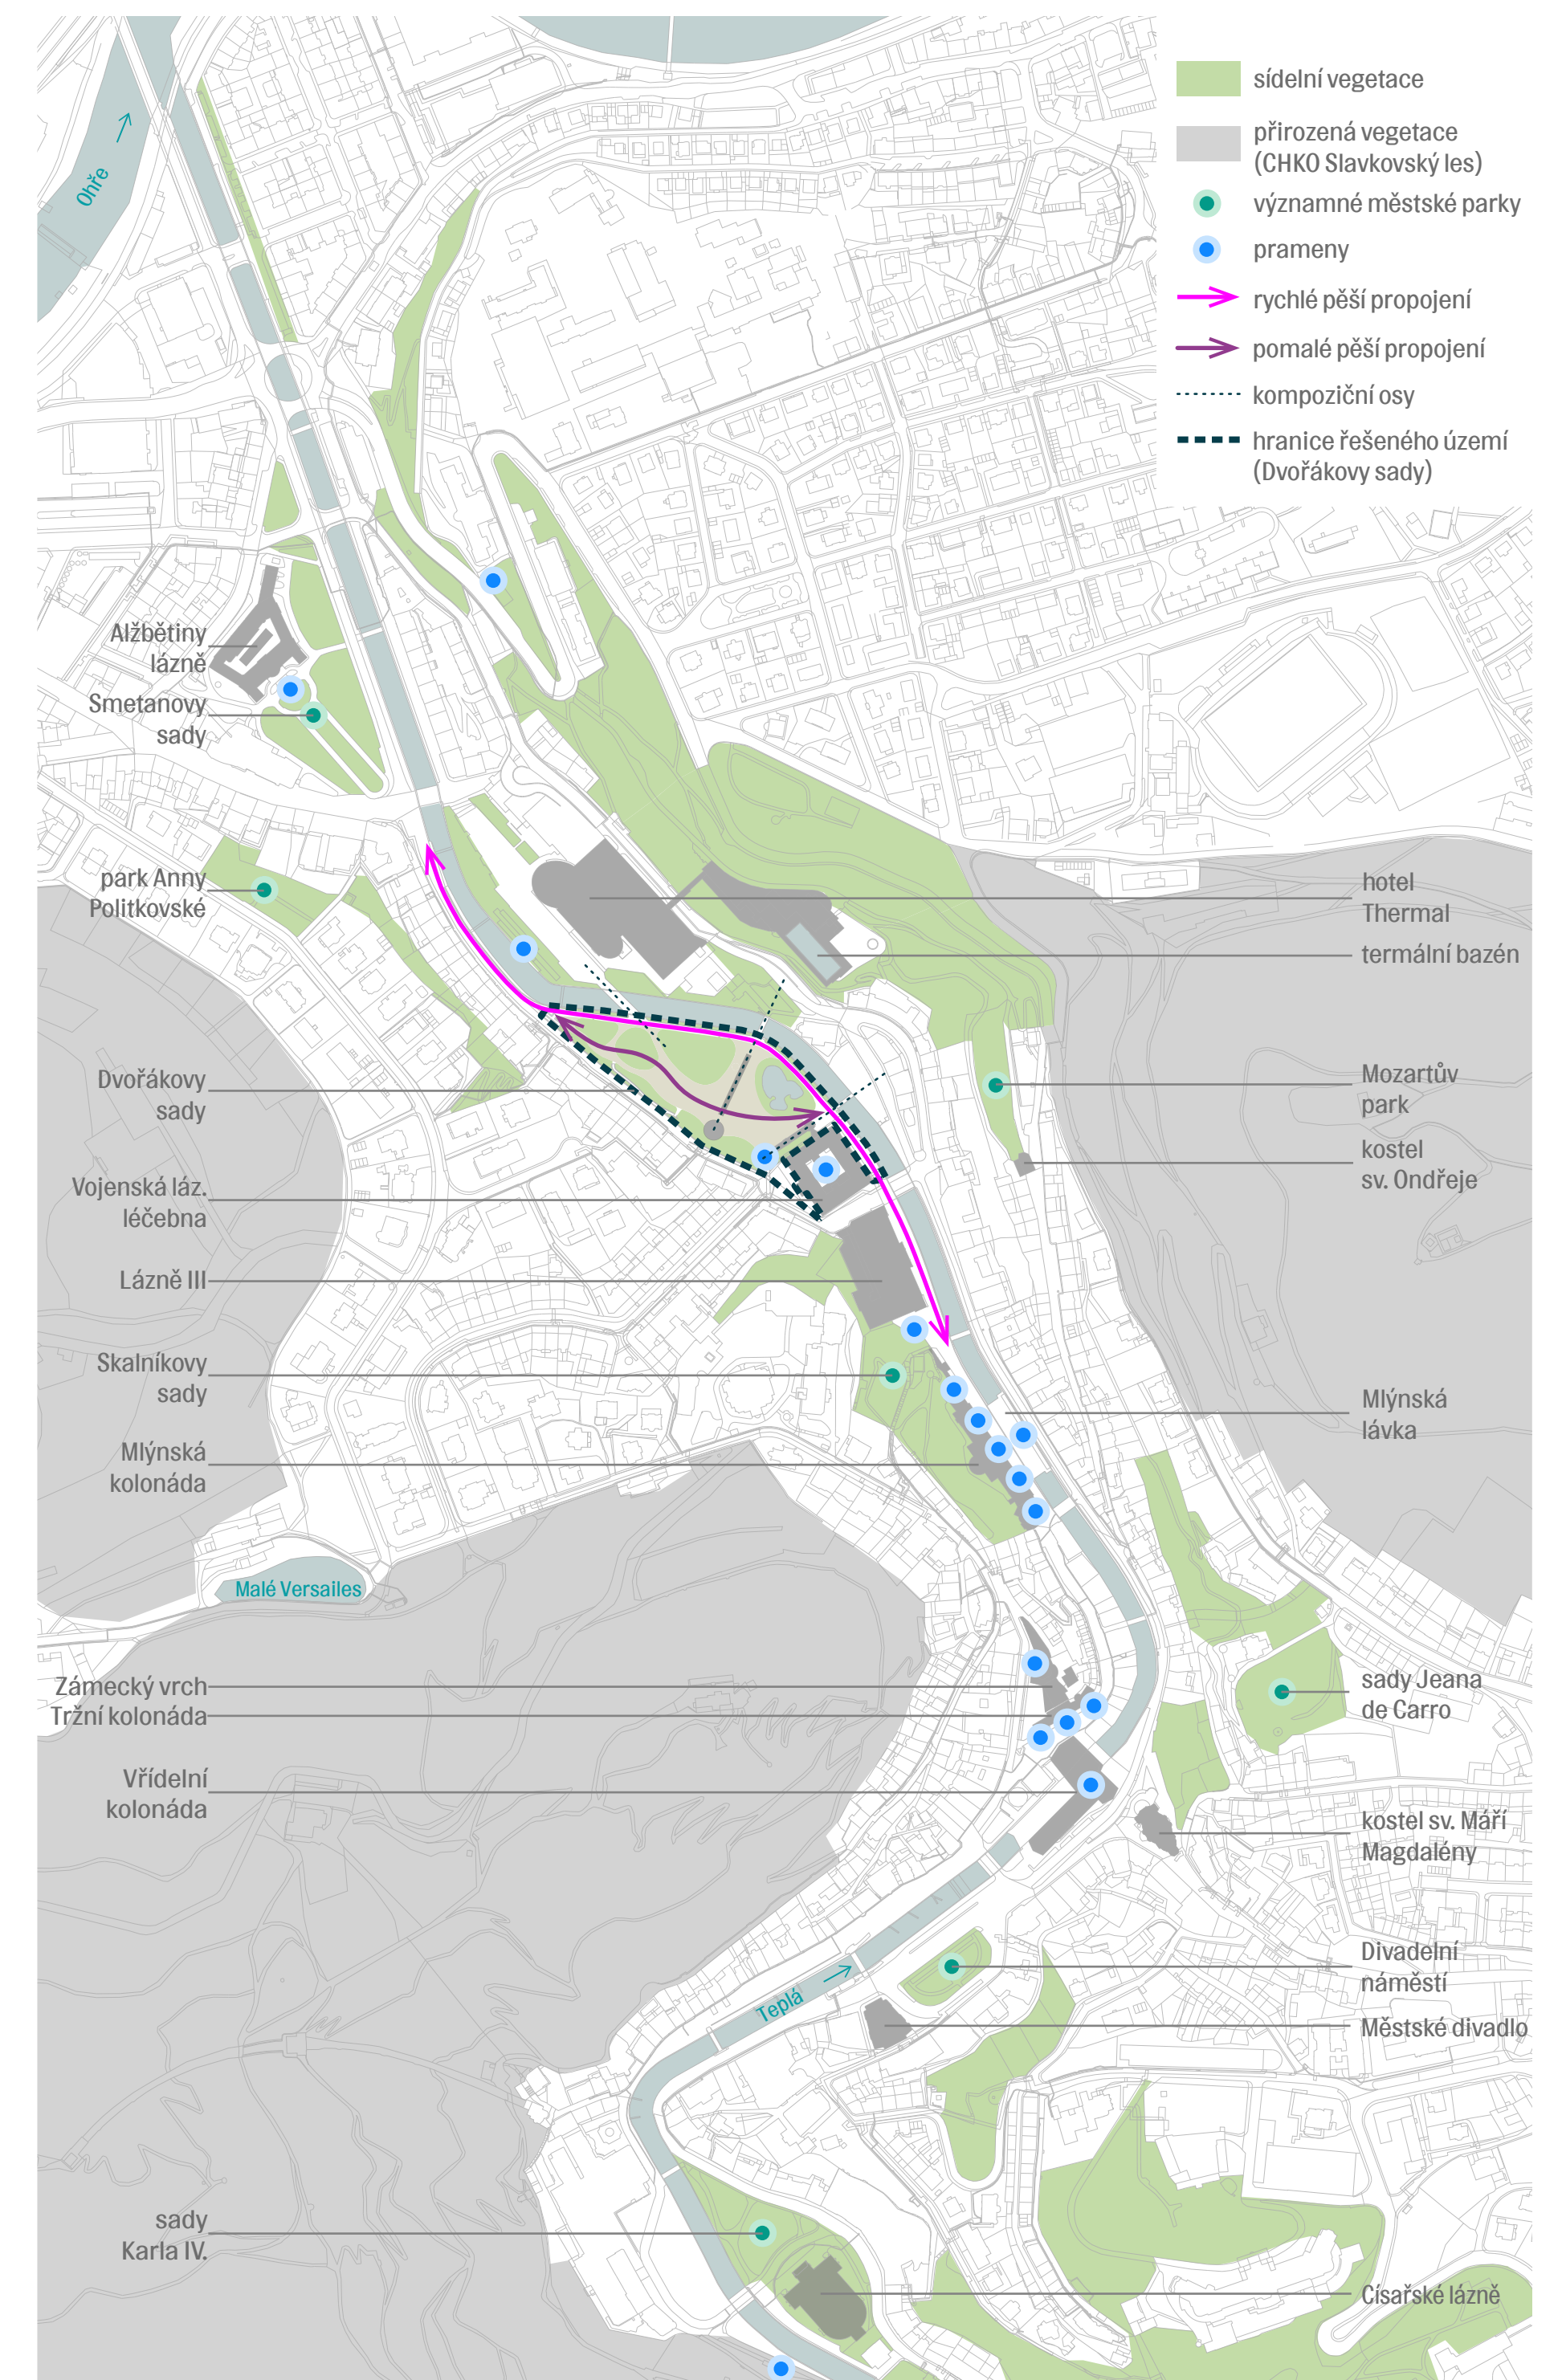 sídelní vegetace
přirozená vegetace
(CHKO Slavkovský les)
významné městské parky
prameny
rychlé pěší propojení
pomalé pěší propojení
kompoziční osy
hranice řešeného území
(Dvořákovy sady)
Ohře
Alžbětiny
lázně
Smetanovy
sady
park Anny
Politkovské
Dvořákovy
sady
Vojenská láz.
léčebna
Lázně III
Skalníkovy
sady
Mlýnská
kolonáda
Malé Versailes
Zámecký vrch
Tržní kolonáda
Vřídelní
kolonáda
Teplá
sady
Karla IV.
hotel
Thermal
termální bazén
Mozartův
park
kostel
sv. Ondřeje
Mlýnská
lávka
sady Jeana
de Carro
kostel sv. Máří
Magdalény
Divadelní
náměstí
Městské divadlo
Císařské lázně